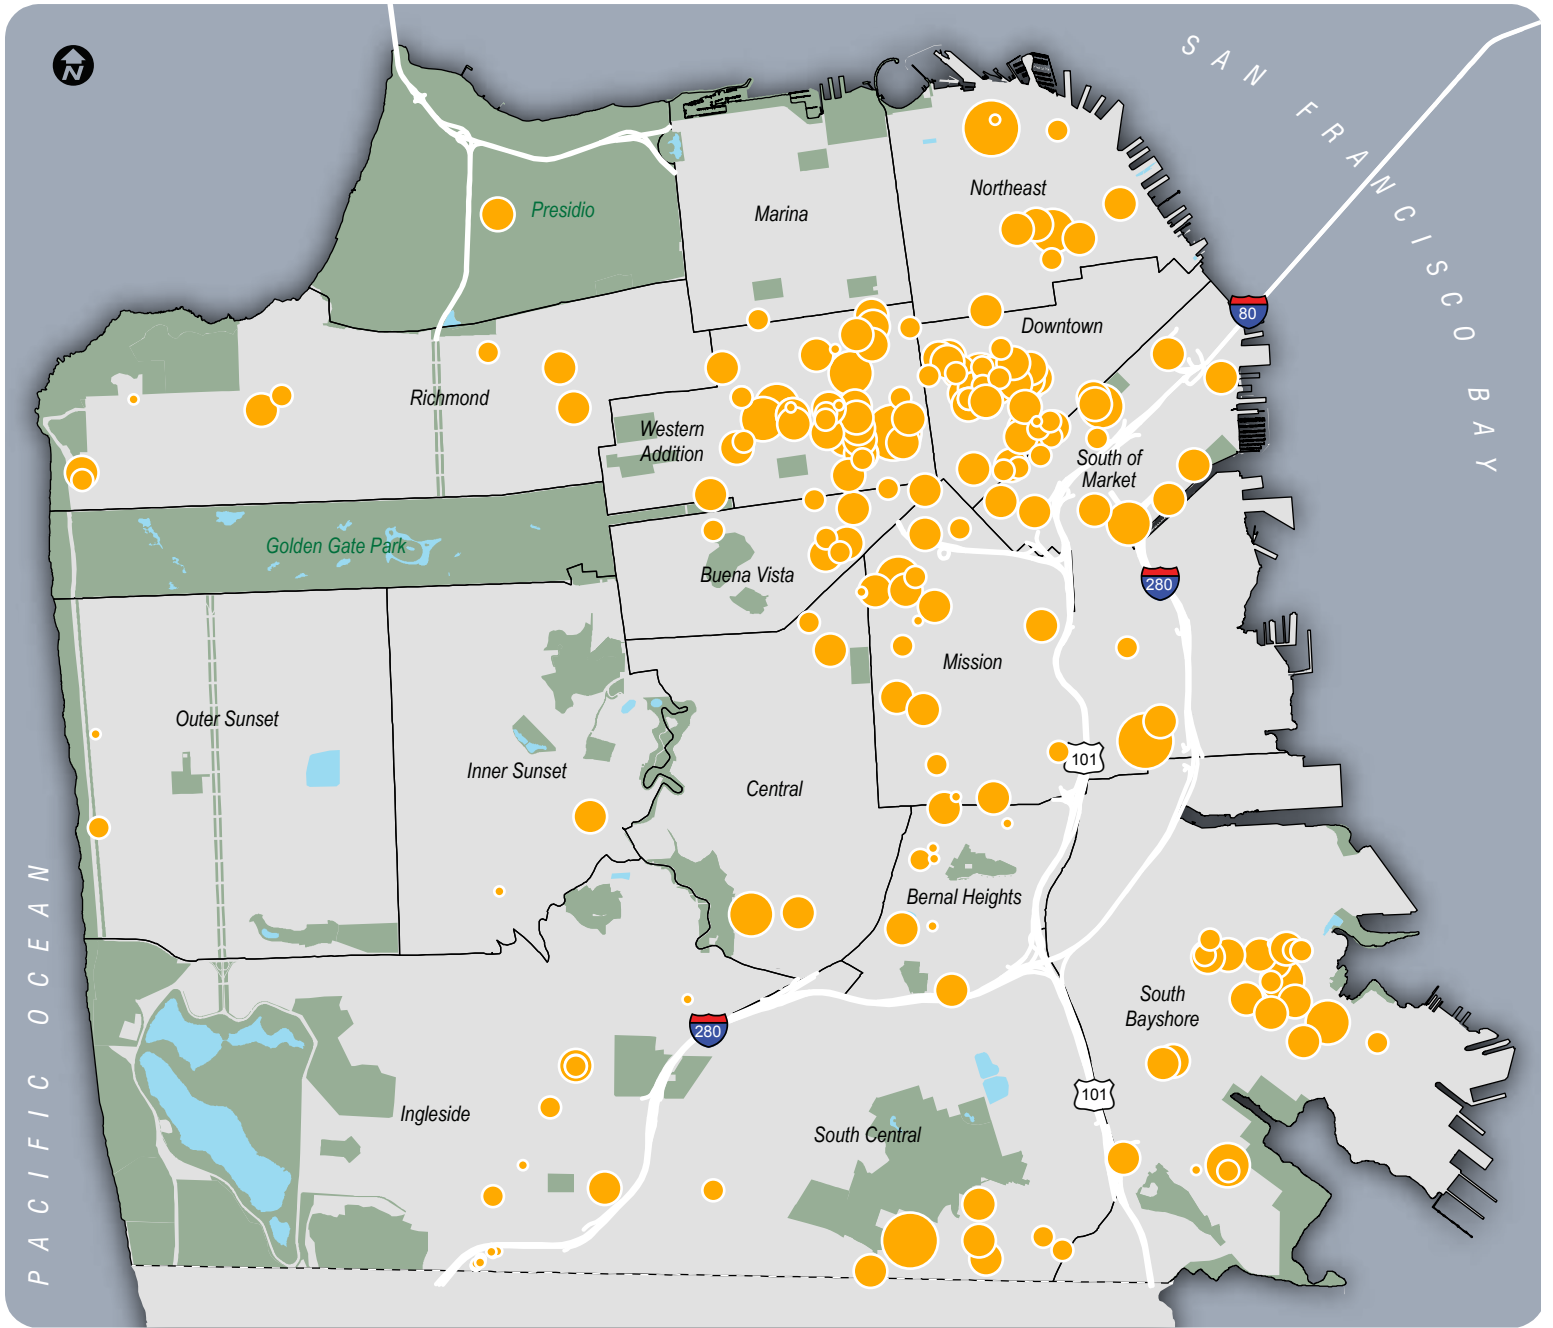 N
SAN FRANCISCO BAY
PACIFIC OCEAN
Presidio
Marina
Northeast
Downtown
80
Richmond
Western
Addition
South of
Market
Golden Gate Park
Buena Vista
280
Mission
Outer Sunset
Inner Sunset
Central
101
Bernal Heights
South
Bayshore
280
Ingleside
South Central
101